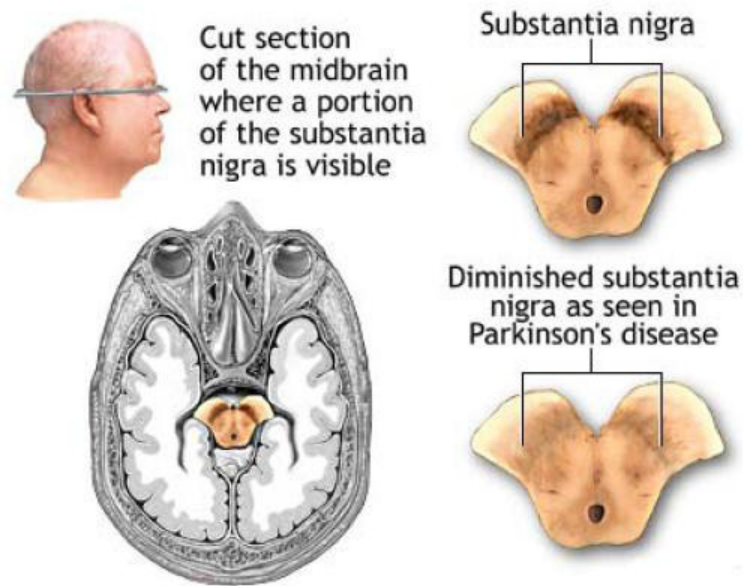 Cut section
of the midbrain
where a portion
of the substantia
nigra is visible
Substantia nigra
Diminished substantia
nigra as seen in
Parkinson's disease